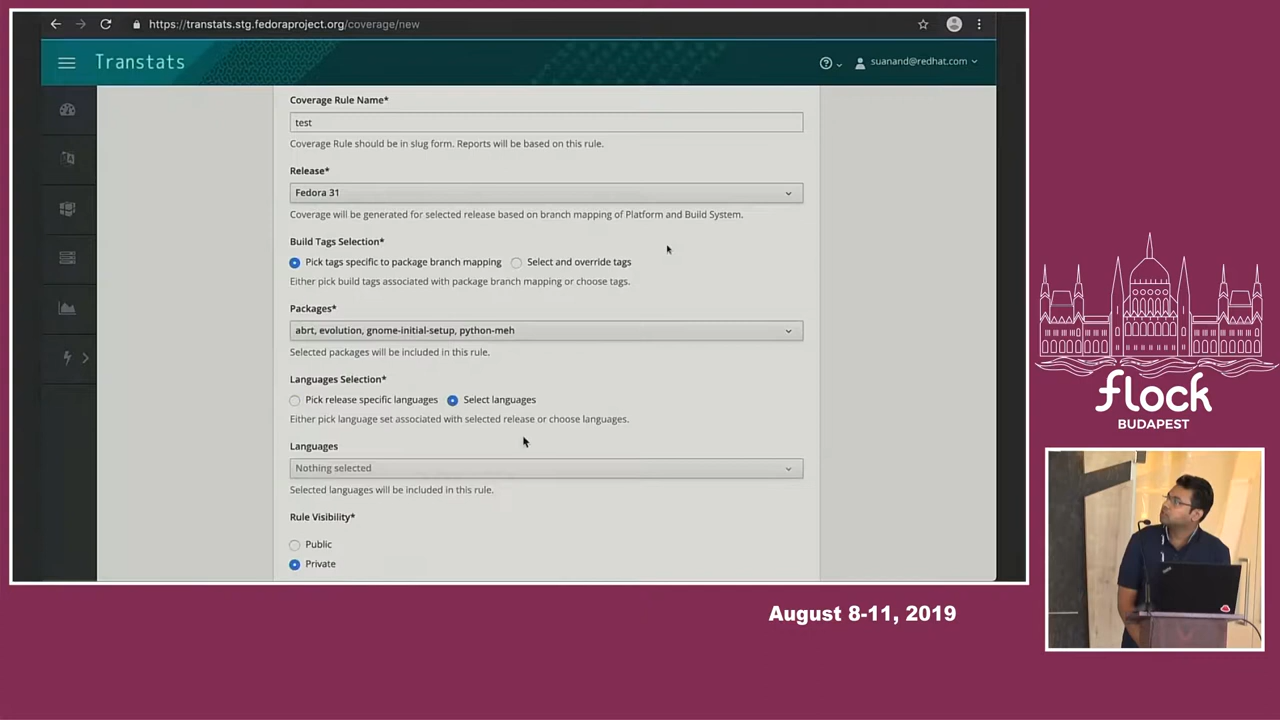 https://transtats.stg.fedoraproject.org/coverage/new
Transtats
suanand@redhat.com
Coverage Rule Name*
test
Coverage Rule should be in slug form. Reports will be based on this rule.
Release*
Fedora 31
Coverage will be generated for selected release based on branch mapping of Platform and Build System.
Build Tags Selection*
Pick tags specific to package branch mapping
Select and override tags
Either pick build tags associated with package branch mapping or choose tags.
Packages*
abrt, evolution, gnome-initial-setup, python-meh
Selected packages will be included in this rule.
Languages Selection*
Pick release specific languages
Select languages
Either pick language set associated with selected release or choose languages.
Languages
Nothing selected
Selected languages will be included in this rule.
Rule Visibility*
Public
Private
flock
BUDAPEST
August 8-11, 2019